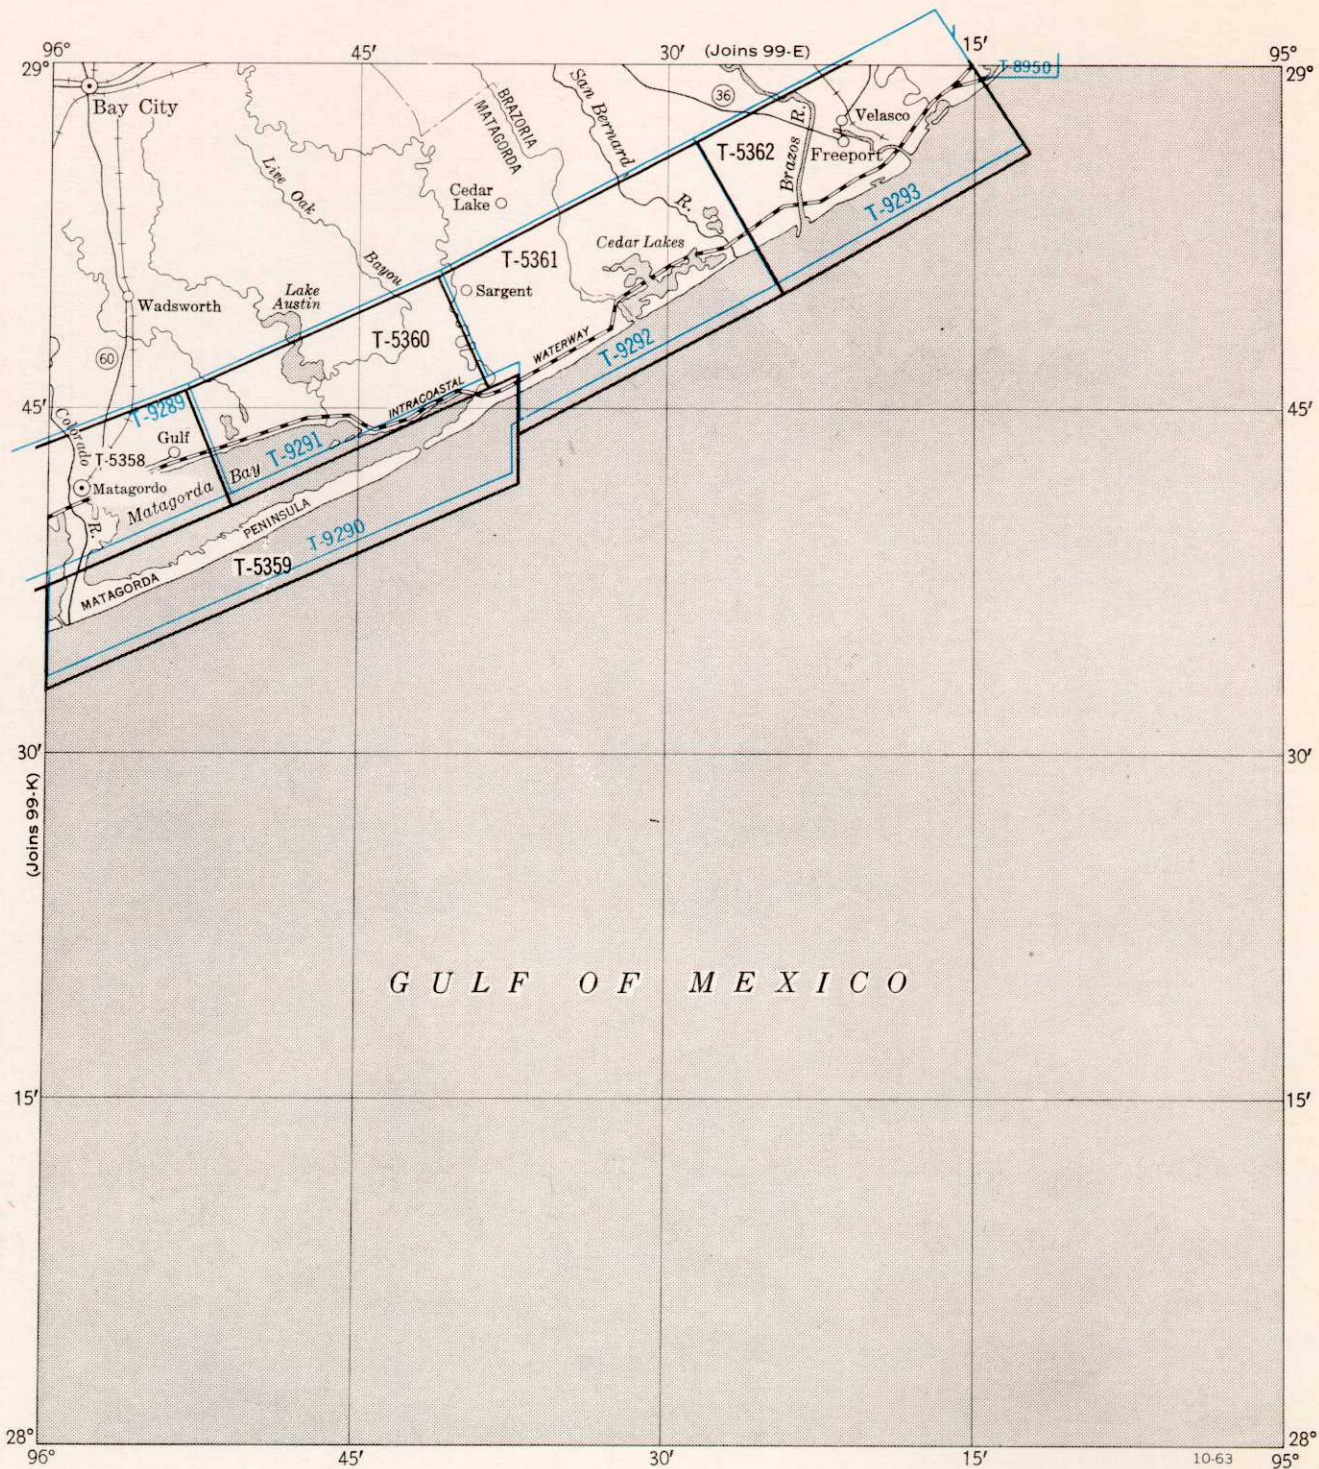 96° 45' 30' (Joins 99-E) 15' 95°
29° 29°
T-8950
Bay City
BRAZORIA
MATAGORDA
San Bernard
R.
36
Velasco
Freeport
Brazos R.
T-5362
T-9293
Live Oak
Bayou
Cedar
Lake
Cedar Lakes
T-5361
Sargent
Lake
Austin
Wadsworth
T-5360
60
WATERWAY
T-9292
INTRACOASTAL
45' 45'
T-9289
Colorado
R.
Gulf
T-5358
T-9291
Matagordo
Matagorda Bay
MATAGORDA PENINSULA
T-9290
T-5359
30' 30'
(Joins 99-K)
GULF OF MEXICO
15' 15'
28° 28°
96° 45' 30' 15' 10-63 95°